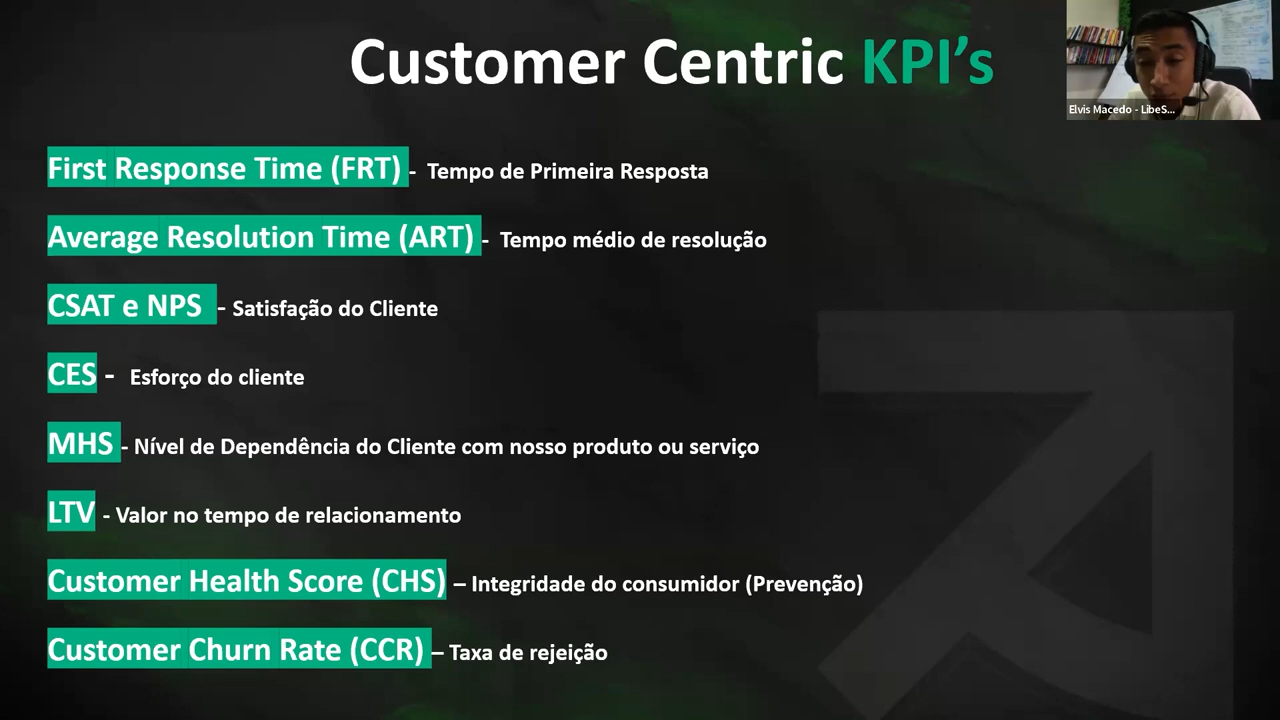 Customer Centric KPI's
Elvis Macedo - LibeS...
First Response Time (FRT) - Tempo de Primeira Resposta
Average Resolution Time (ART) - Tempo médio de resolução
CSAT e NPS - Satisfação do Cliente
CES - Esforço do cliente
MHS - Nível de Dependência do Cliente com nosso produto ou serviço
LTV - Valor no tempo de relacionamento
Customer Health Score (CHS) – Integridade do consumidor (Prevenção)
Customer Churn Rate (CCR) – Taxa de rejeição